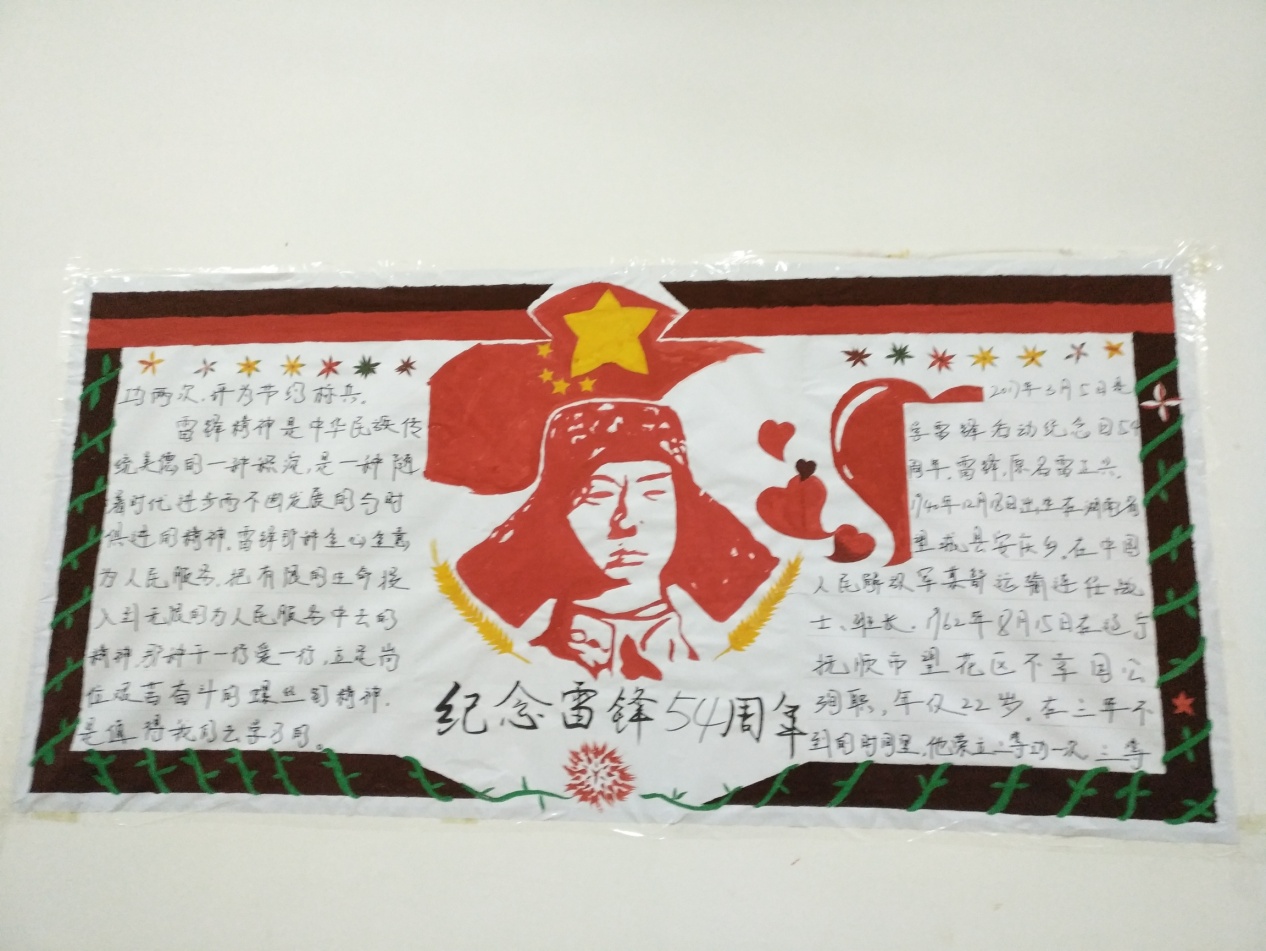 纪念雷锋54周年
2017年3月5日是
学雷锋活动纪念日54
周年,雷锋,原名雷正兴,
1940年12月18日出生在湖南省
望城县安庆乡,在中国
人民解放军某部运输连任战
士、班长.1962年8月15日在辽宁
抚顺市望花区不幸因公
殉职,年仅22岁.在三年不
到的时间里,他荣立二等功一次,三等
功两次,评为节约标兵.
雷锋精神是中华民族传
统美德的一种积淀,是一种随
着时代进步而不因发展的与时
俱进的精神,雷锋那种全心全意
为人民服务,把有限的生命投
入到无限的为人民服务中去的
精神,那种干一行爱一行,立足岗
位艰苦奋斗的螺丝钉精神.
是值得我们去学习的。